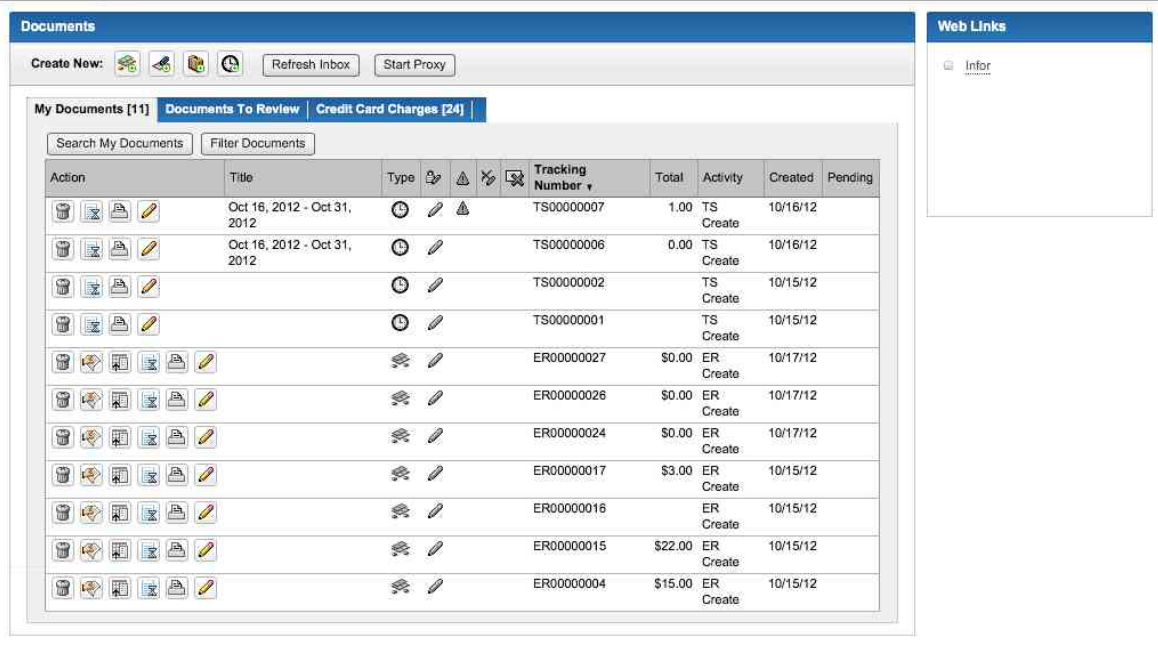 Documents
Web Links
Create New: Refresh Inbox Start Proxy
Infor
My Documents [11] Documents To Review Credit Card Charges [24]
Search My Documents Filter Documents
Action Title Type Tracking Number ▼ Total Activity Created Pending
Oct 16, 2012 - Oct 31, 2012 TS00000007 1.00 TS Create 10/16/12
Oct 16, 2012 - Oct 31, 2012 TS00000006 0.00 TS Create 10/16/12
TS00000002 TS Create 10/15/12
TS00000001 TS Create 10/15/12
ER00000027 $0.00 ER Create 10/17/12
ER00000026 $0.00 ER Create 10/17/12
ER00000024 $0.00 ER Create 10/17/12
ER00000017 $3.00 ER Create 10/15/12
ER00000016 ER Create 10/15/12
ER00000015 $22.00 ER Create 10/15/12
ER00000004 $15.00 ER Create 10/15/12